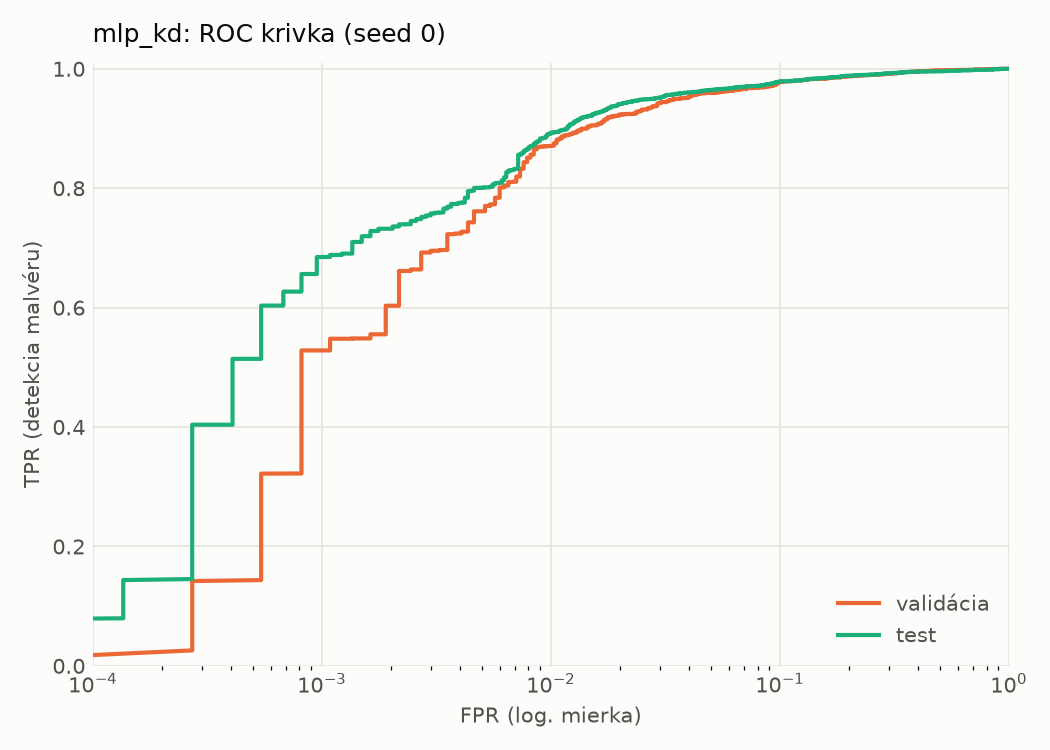 mlp_kd: ROC krivka (seed 0)
TPR (detekcia malvéru)
1.0
0.8
0.6
0.4
0.2
0.0
validácia
test
10⁻⁴ 10⁻³ 10⁻² 10⁻¹ 10⁰
FPR (log. mierka)